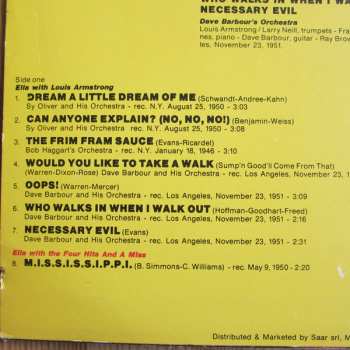 WHO WALKS IN WHEN I WA
NECESSARY EVIL
Dave Barbour's Orchestra
Louis Armstrong / Larry Neill, trumpets - Fra
nes, piano - Dave Barbour, guitar - Ray Brow
les, November 23, 1951.
Side one
Ella with Louis Armstrong
1. DREAM A LITTLE DREAM OF ME (Schwandt-Andree-Kahn)
Sy Oliver and His Orchestra - rec. N.Y. August 25, 1950 - 3:03
2. CAN ANYONE EXPLAIN? (NO, NO, NO!) (Benjamin-Weiss)
Sy Oliver and His Orchestra - rec. N.Y. August 25, 1950 - 3:08
3. THE FRIM FRAM SAUCE (Evans-Ricardel)
Bob Haggart's Orchestra - rec. N.Y. January 18, 1946 - 3:10
4. WOULD YOU LIKE TO TAKE A WALK (Sump'n Good'll Come From That)
(Warren-Dixon-Rose) Dave Barbour and His Orchestra - rec. Los Angeles, November 23, 1
5. OOPS! (Warren-Mercer)
Dave Barbour and His Orchestra - rec. Los Angeles, November 23, 1951 - 3:09
6. WHO WALKS IN WHEN I WALK OUT (Hoffman-Goodhart-Freed)
Dave Barbour and His Orchestra - rec. Los Angeles, November 23, 1951 - 2:16
7. NECESSARY EVIL (Evans)
Dave Barbour and His Orchestra - rec. Los Angeles, November 23, 1951 - 2:31
Ella with the Four Hits And A Miss
8. M.I.S.S.I.S.S.I.P.P.I. (B. Simmons-C. Williams) - rec. May 9, 1950 - 2:20
Distributed & Marketed by Saar srl, M